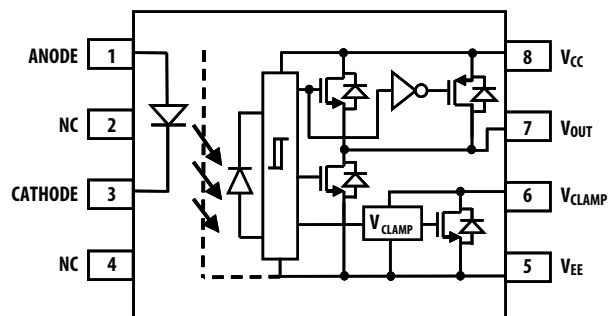 ANODE 1
NC 2
CATHODE 3
NC 4
8 VCC
7 VOUT
6 VCLAMP
5 VEE
VCLAMP